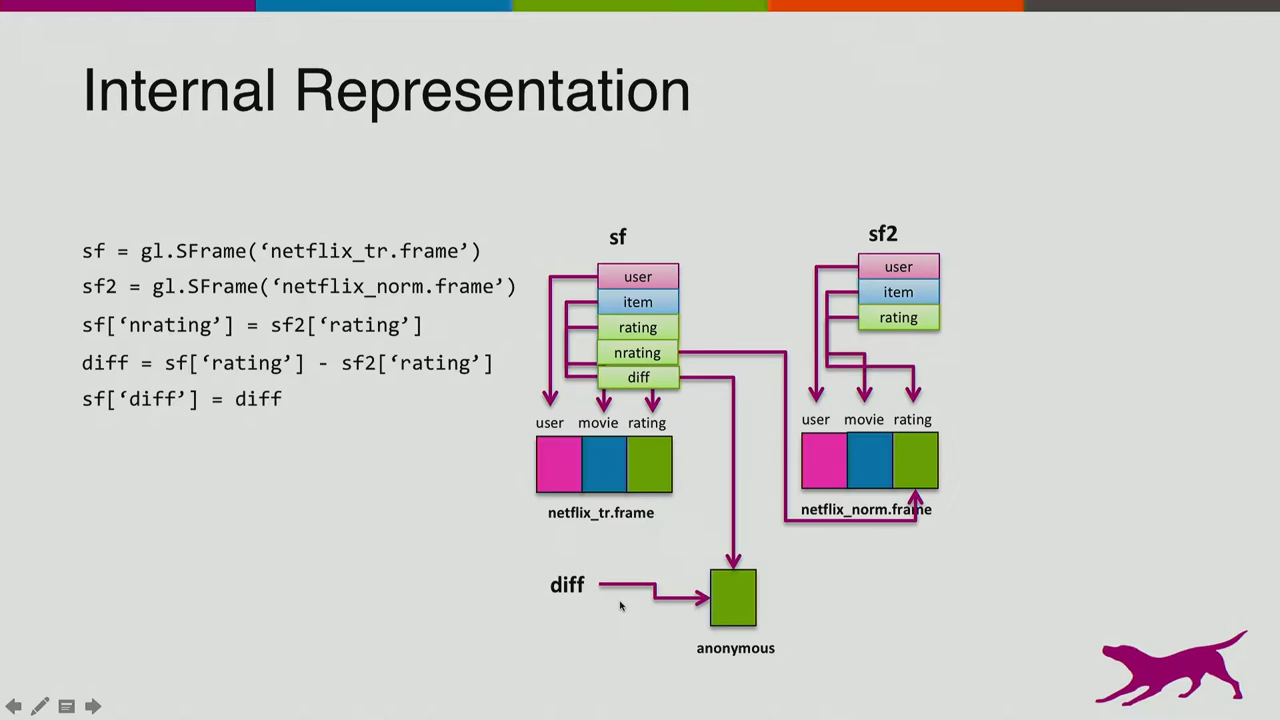 Internal Representation
sf = gl.SFrame(‘netflix_tr.frame’)
sf2 = gl.SFrame(‘netflix_norm.frame’)
sf[‘nrating’] = sf2[‘rating’]
diff = sf[‘rating’] - sf2[‘rating’]
sf[‘diff’] = diff
sf
user
item
rating
nrating
diff
user movie rating
netflix_tr.frame
sf2
user
item
rating
user movie rating
netflix_norm.frame
diff
anonymous